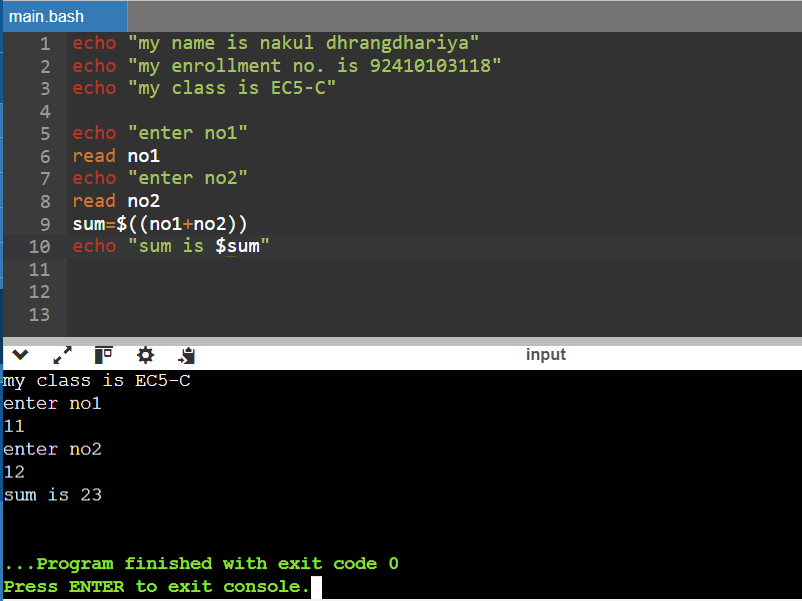 main.bash
1 echo "my name is nakul dhrangdhariya"
2 echo "my enrollment no. is 92410103118"
3 echo "my class is EC5-C"
4
5 echo "enter no1"
6 read no1
7 echo "enter no2"
8 read no2
9 sum=$((no1+no2))
10 echo "sum is $sum"
11
12
13
input
my class is EC5-C
enter no1
11
enter no2
12
sum is 23
...Program finished with exit code 0
Press ENTER to exit console.